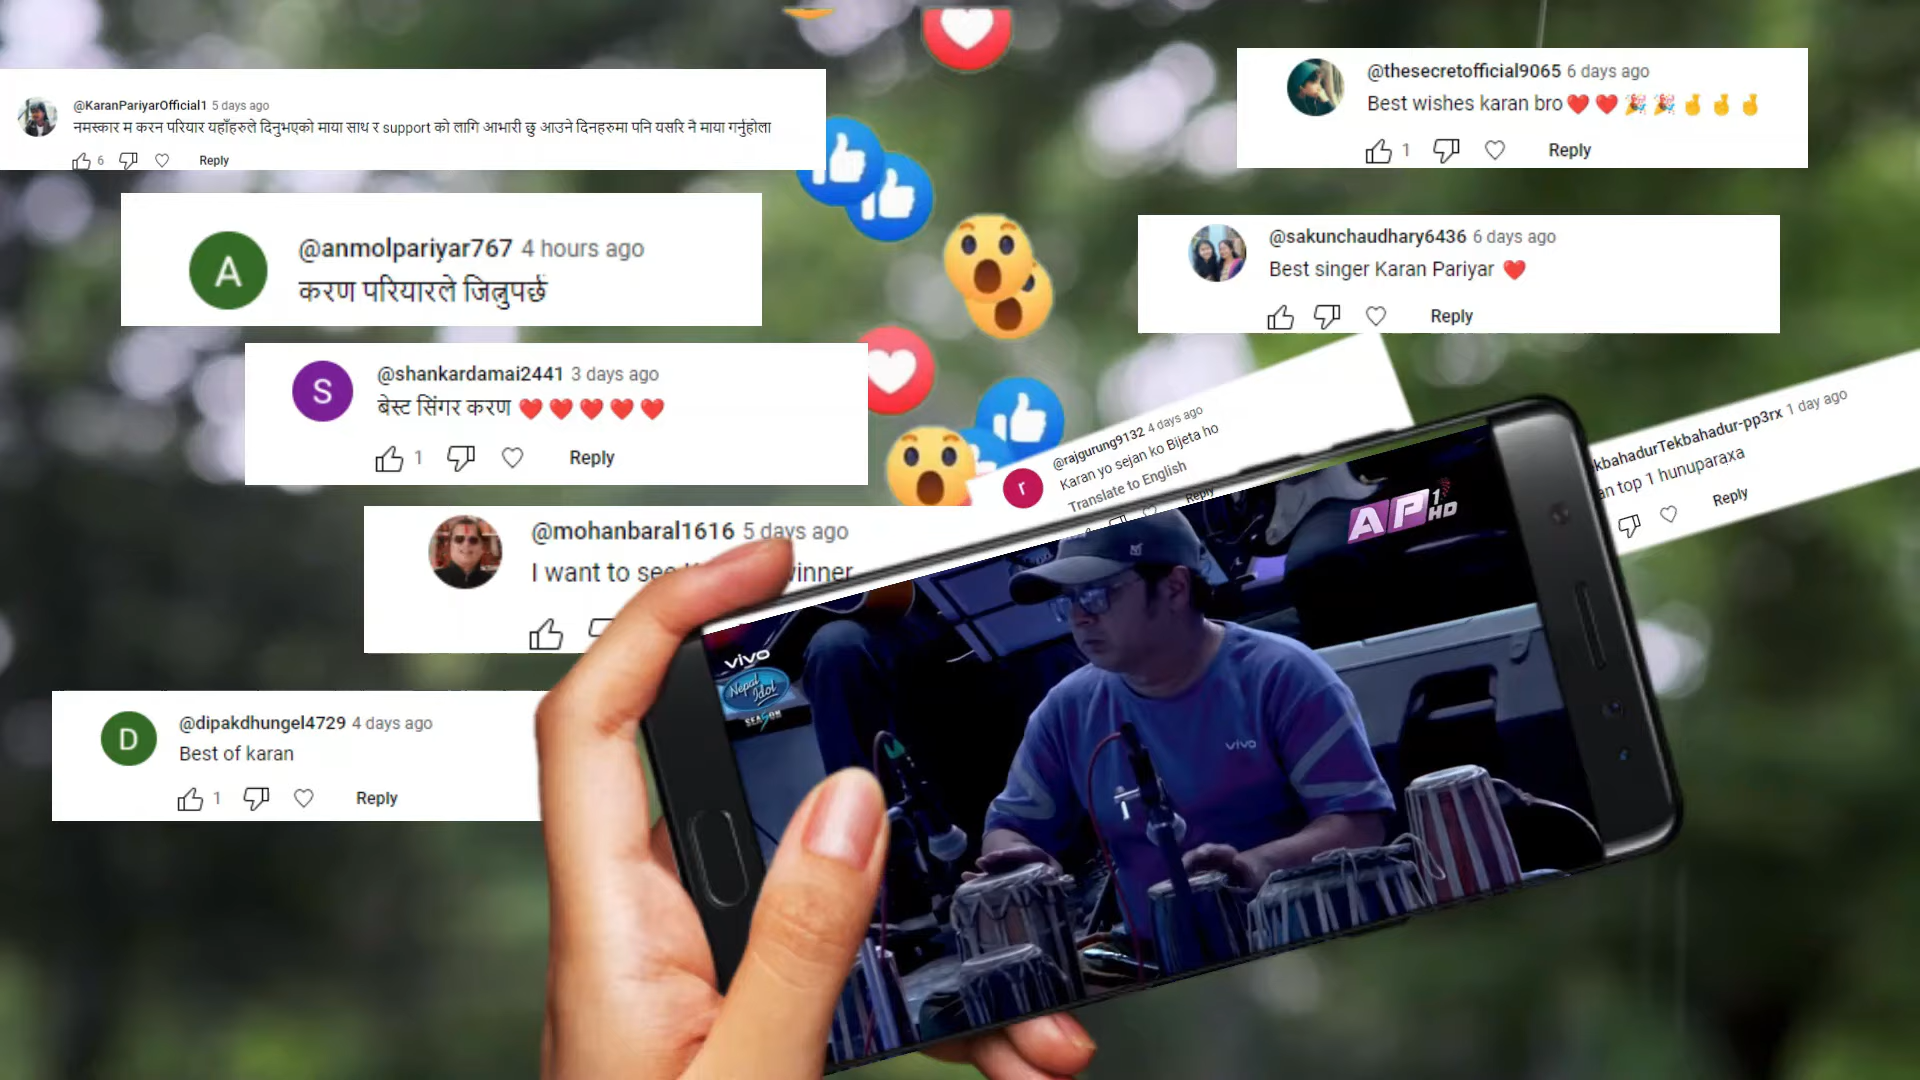 @KaranPariyarOfficial1 5 days ago
नमस्कार म करन परियार यहाँहरुले दिनुभएको माया साथ र support को लागि आभारी छु आउने दिनहरुमा पनि यसरि नै माया गर्नुहोला
6 Reply
A
@anmolpariyar767 4 hours ago
करण परियारले जित्नुपर्छ
S
@shankardamai2441 3 days ago
बेस्ट सिंगर करण ❤️❤️❤️❤️❤️
1 Reply
@mohanbaral1616 5 days ago
I want to see winner
D
@dipakdhungel4729 4 days ago
Best of karan
1 Reply
@thesecretofficial9065 6 days ago
Best wishes karan bro❤️❤️🎉🎉🤞🤞🤞
1 Reply
@sakunchaudhary6436 6 days ago
Best singer Karan Pariyar ❤️
Reply
r
@rajgurung9132 4 days ago
Karan yo sejan ko Bijeta ho
Translate to English
Reply
kbahadurTekbahadur-pp3rx 1 day ago
an top 1 hunuparaxa
Reply
AP1
HD
vivo
Nepal
Idol
SEASON
vivo